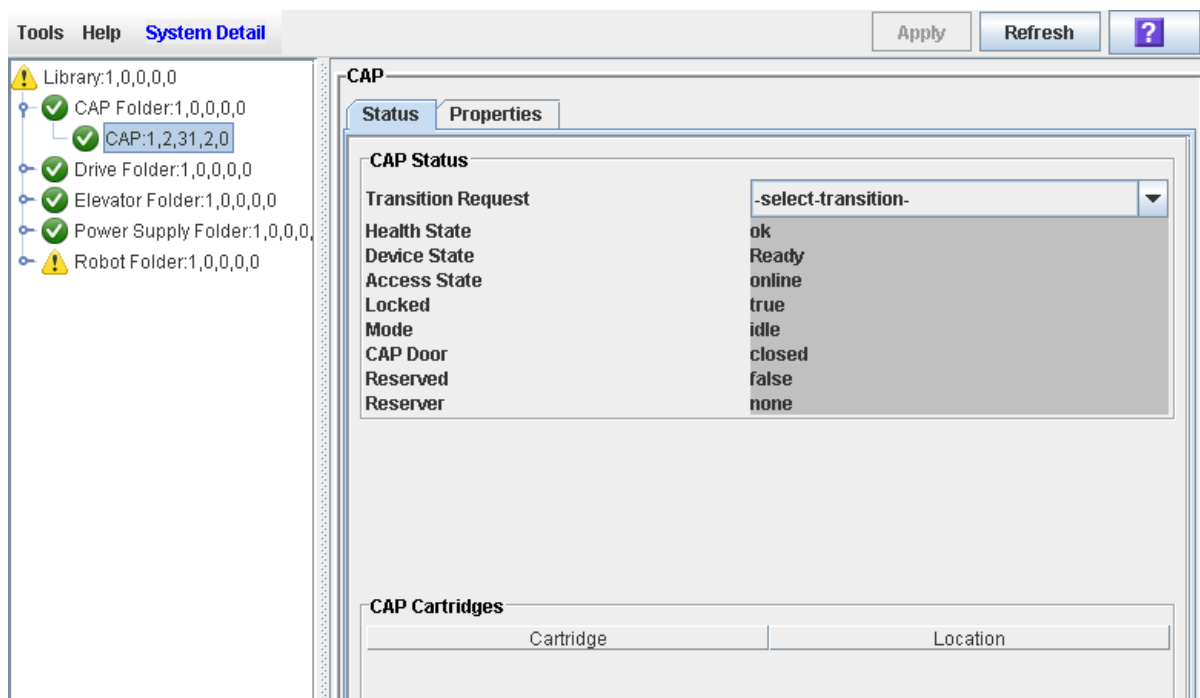 Tools Help System Detail Apply Refresh ?
Library:1,0,0,0,0
CAP Folder:1,0,0,0,0
CAP:1,2,31,2,0
Drive Folder:1,0,0,0,0
Elevator Folder:1,0,0,0,0
Power Supply Folder:1,0,0,0,
Robot Folder:1,0,0,0,0
CAP
Status Properties
CAP Status
Transition Request -select-transition-
Health State ok
Device State Ready
Access State online
Locked true
Mode idle
CAP Door closed
Reserved false
Reserver none
CAP Cartridges
Cartridge Location